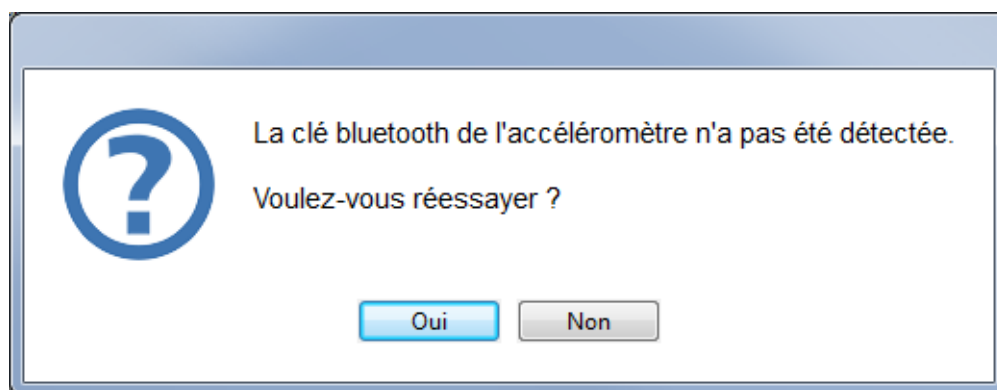 La clé bluetooth de l'accéléromètre n'a pas été détectée.
Voulez-vous réessayer ?
Oui
Non